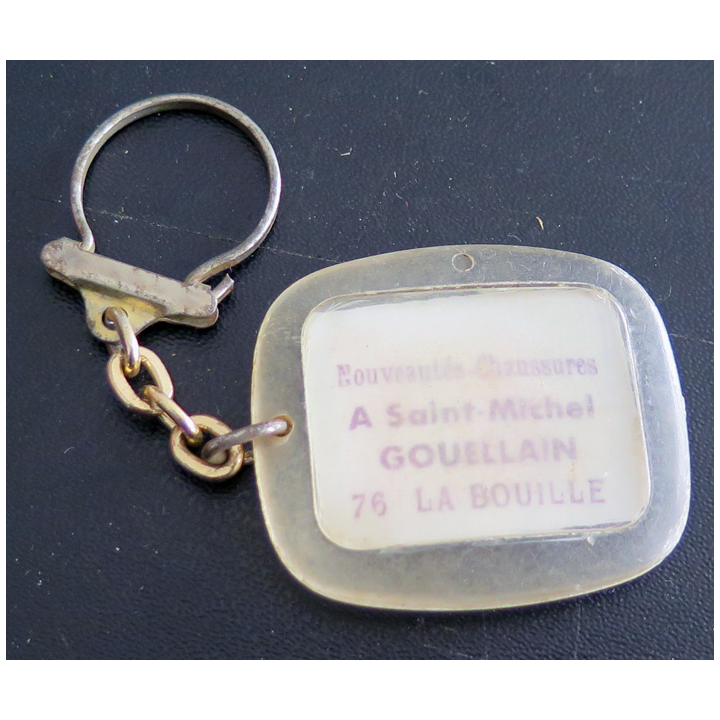 Nouveautés-Chaussures
A Saint-Michel
GOUELLAIN
76 LA BOUILLE